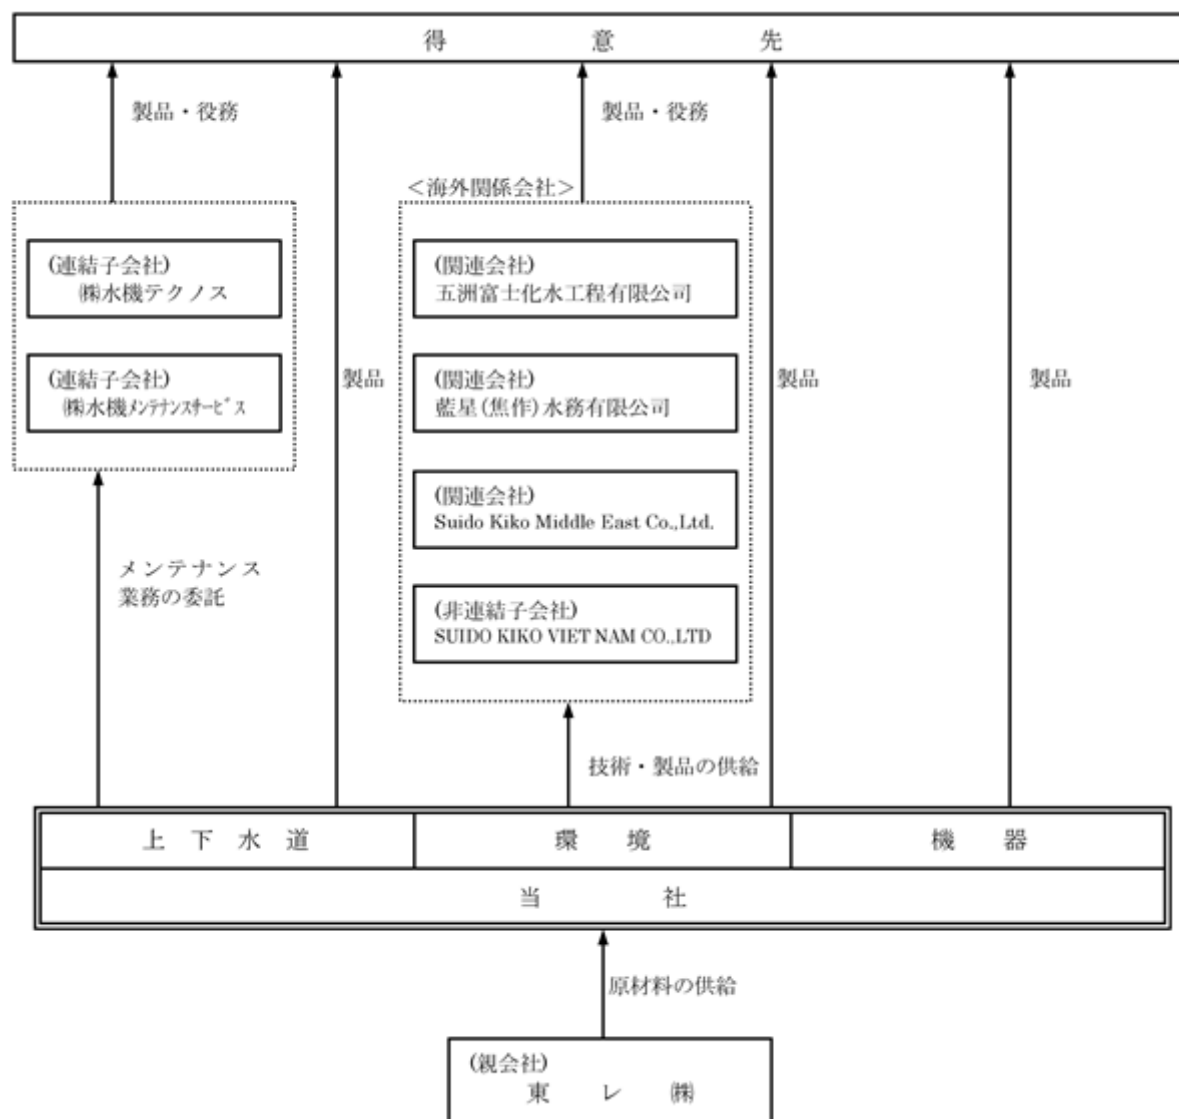 得意先
製品・役務
製品・役務
＜海外関係会社＞
(連結子会社)
㈱水機テクノス
(連結子会社)
㈱水機ﾒﾝﾃﾅﾝｽｻｰﾋﾞｽ
製品
(関連会社)
五洲富士化水工程有限公司
(関連会社)
藍星(焦作)水務有限公司
(関連会社)
Suido Kiko Middle East Co.,Ltd.
(非連結子会社)
SUIDO KIKO VIET NAM CO.,LTD
製品
製品
メンテナンス
業務の委託
技術・製品の供給
上下水道
環境
機器
当社
原材料の供給
(親会社)
東レ㈱